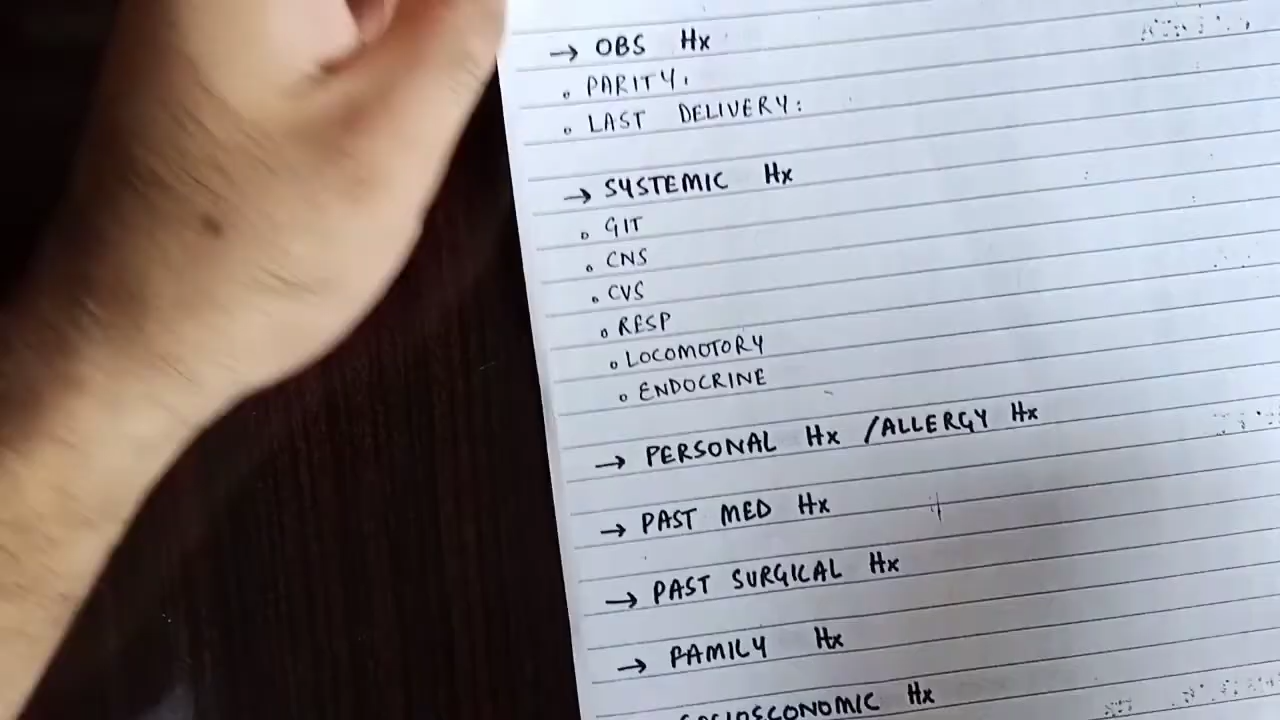 → OBS Hx
• PARITY:
• LAST DELIVERY:
→ SYSTEMIC Hx
• GIT
• CNS
• CVS
• RESP
• LOCOMOTORY
• ENDOCRINE
→ PERSONAL Hx /ALLERGY Hx
→ PAST MED Hx
→ PAST SURGICAL Hx
→ FAMILY Hx
SOCIOSCONOMIC Hx